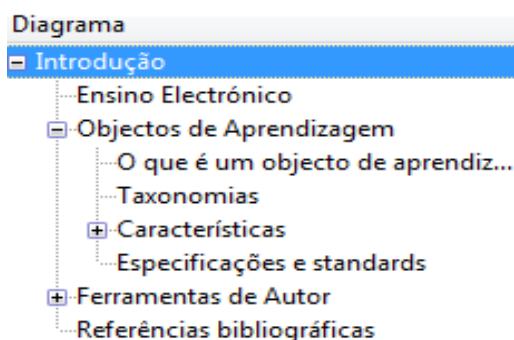 Diagrama
Introdução
Ensino Electrónico
Objectos de Aprendizagem
O que é um objecto de aprendiz...
Taxonomias
Características
Especificações e standards
Ferramentas de Autor
Referências bibliográficas